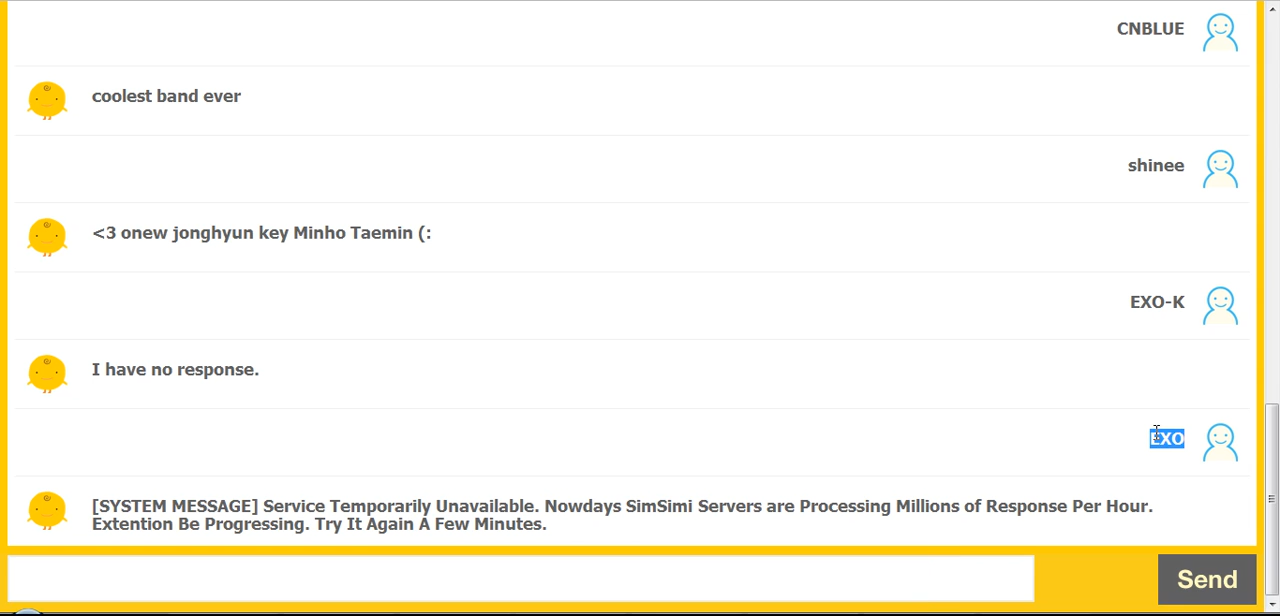 CNBLUE
coolest band ever
shinee
<3 onew jonghyun key Minho Taemin (:
EXO-K
I have no response.
EXO
[SYSTEM MESSAGE] Service Temporarily Unavailable. Nowdays SimSimi Servers are Processing Millions of Response Per Hour.
Extention Be Progressing. Try It Again A Few Minutes.
Send